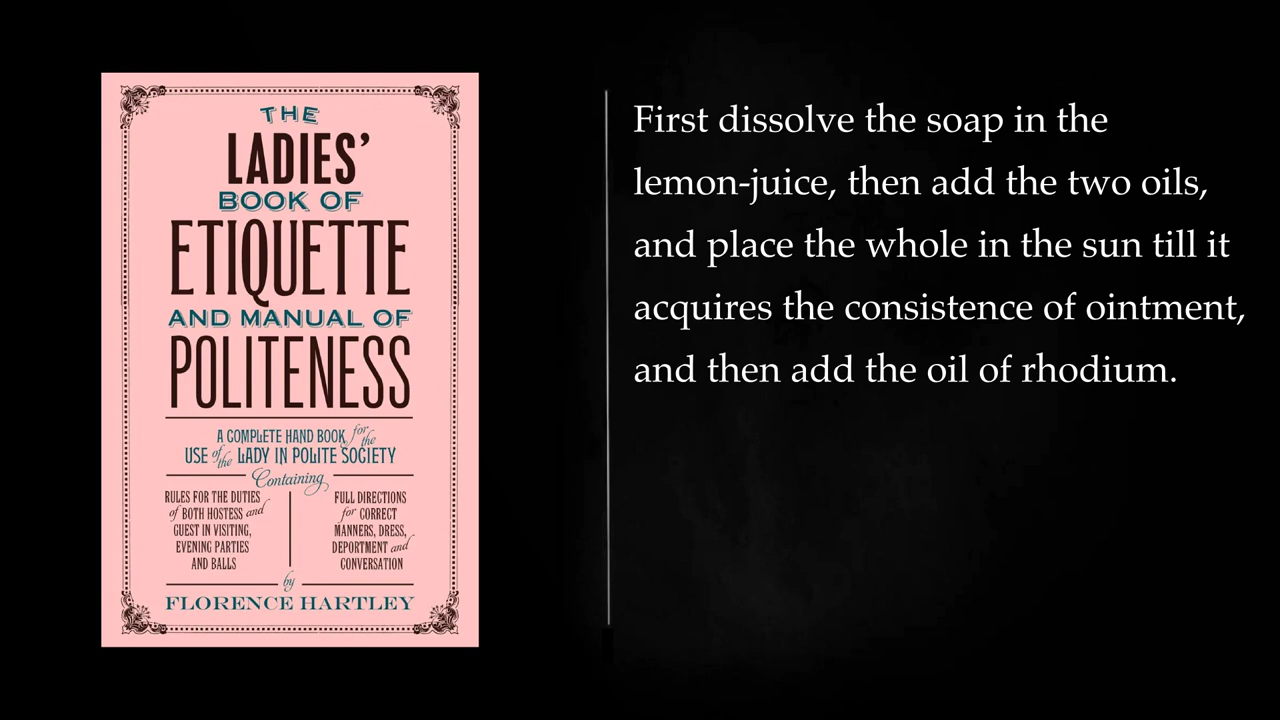 THE
LADIES'
BOOK OF
ETIQUETTE
AND MANUAL OF
POLITENESS
A COMPLETE HAND BOOK for the
USE of the LADY IN POLITE SOCIETY
Containing
RULES FOR THE DUTIES
of BOTH HOSTESS and
GUEST IN VISITING,
EVENING PARTIES
AND BALLS
FULL DIRECTIONS
for CORRECT
MANNERS, DRESS,
DEPORTMENT and
CONVERSATION
by
FLORENCE HARTLEY
First dissolve the soap in the
lemon-juice, then add the two oils,
and place the whole in the sun till it
acquires the consistence of ointment,
and then add the oil of rhodium.